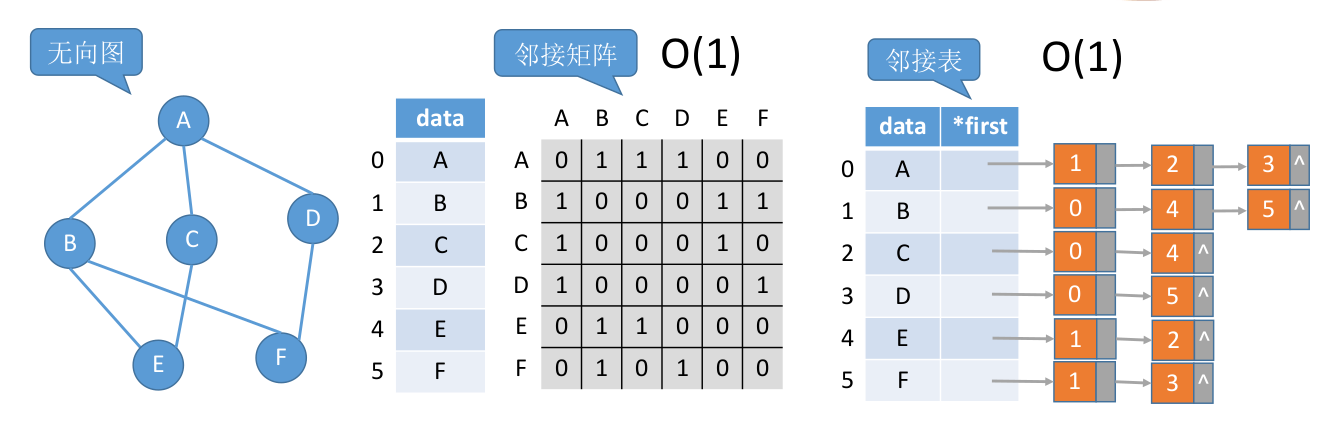 无向图
A
B
C
D
E
F
data
0 A
1 B
2 C
3 D
4 E
5 F
邻接矩阵 O(1)
A B C D E F
A 0 1 1 1 0 0
B 1 0 0 0 1 1
C 1 0 0 0 1 0
D 1 0 0 0 0 1
E 0 1 1 0 0 0
F 0 1 0 1 0 0
邻接表 O(1)
data *first
0 A 1 2 3 ^
1 B 0 4 5 ^
2 C 0 4 ^
3 D 0 5 ^
4 E 1 2 ^
5 F 1 3 ^